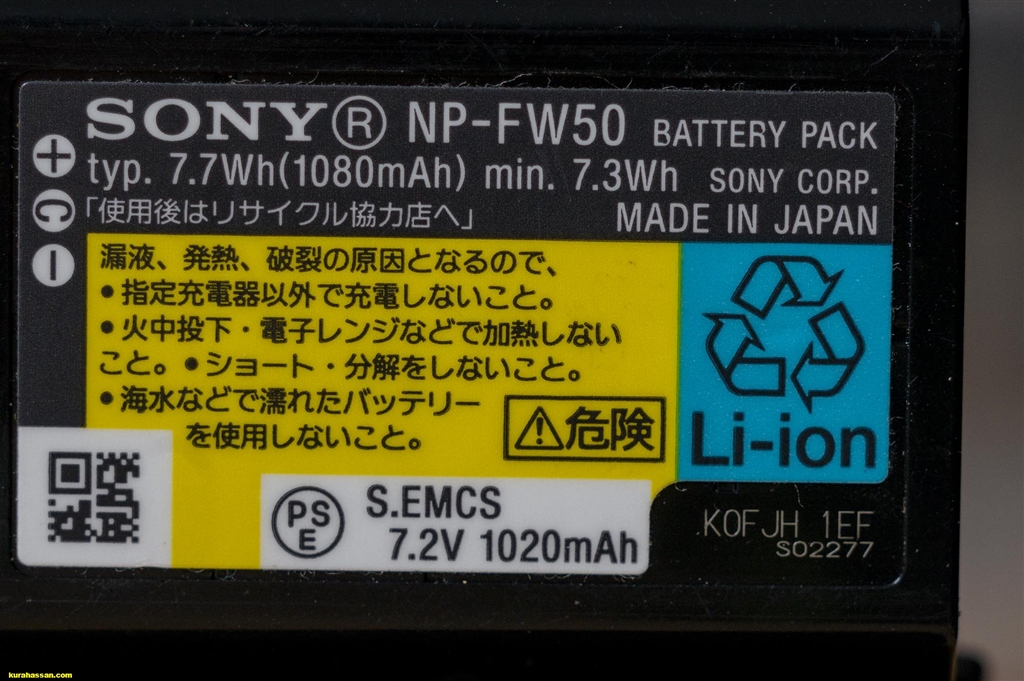 SONY® NP-FW50 BATTERY PACK
typ. 7.7Wh(1080mAh) min. 7.3Wh SONY CORP.
「使用後はリサイクル協力店へ」 MADE IN JAPAN
漏液、発熱、破裂の原因となるので、
•指定充電器以外で充電しないこと。
•火中投下・電子レンジなどで加熱しない
こと。•ショート・分解をしないこと。
•海水などで濡れたバッテリー
を使用しないこと。
危険
Li-ion
PS
E
S.EMCS
7.2V 1020mAh
K0FJH 1EF
S02277
kurahassan.com